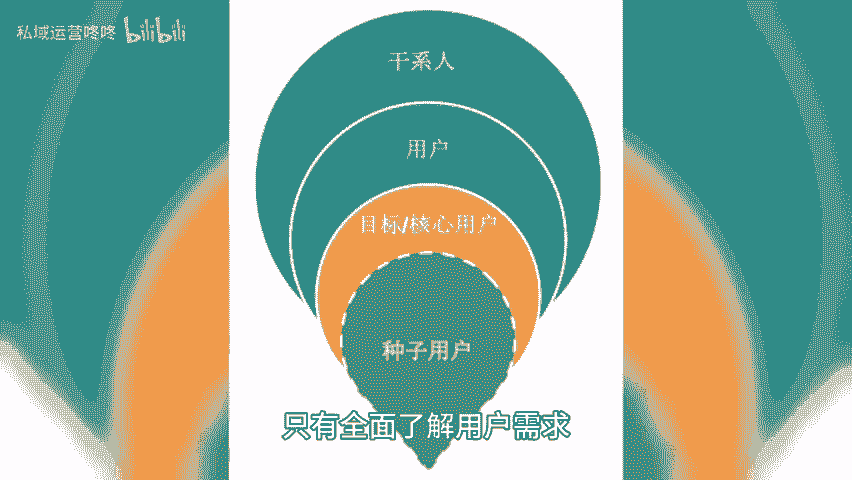 私域运营咚咚 bilibili
干系人
用户
目标/核心用户
种子用户
只有全面了解用户需求